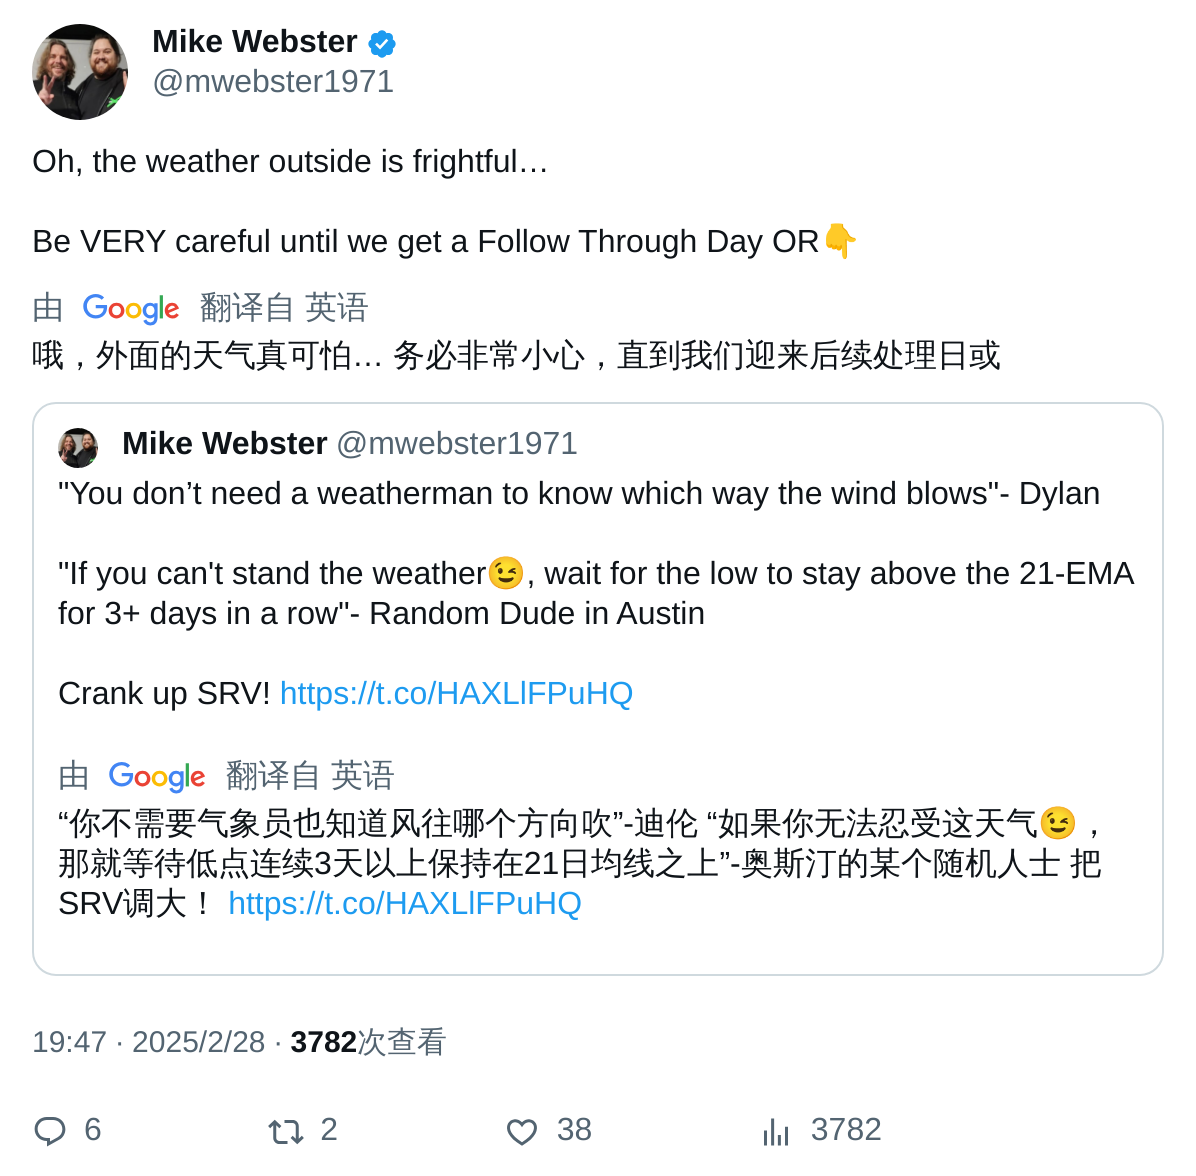 Mike Webster
@mwebster1971
Oh, the weather outside is frightful…
Be VERY careful until we get a Follow Through Day OR👇
由 Google 翻译自 英语
哦，外面的天气真可怕… 务必非常小心，直到我们迎来后续处理日或
Mike Webster @mwebster1971
"You don’t need a weatherman to know which way the wind blows"- Dylan
"If you can't stand the weather😉, wait for the low to stay above the 21-EMA
for 3+ days in a row"- Random Dude in Austin
Crank up SRV! https://t.co/HAXLlFPuHQ
由 Google 翻译自 英语
“你不需要气象员也知道风往哪个方向吹”-迪伦 “如果你无法忍受这天气😉，
那就等待低点连续3天以上保持在21日均线之上”-奥斯汀的某个随机人士 把
SRV调大！ https://t.co/HAXLlFPuHQ
19:47 · 2025/2/28 · 3782次查看
6 2 38 3782